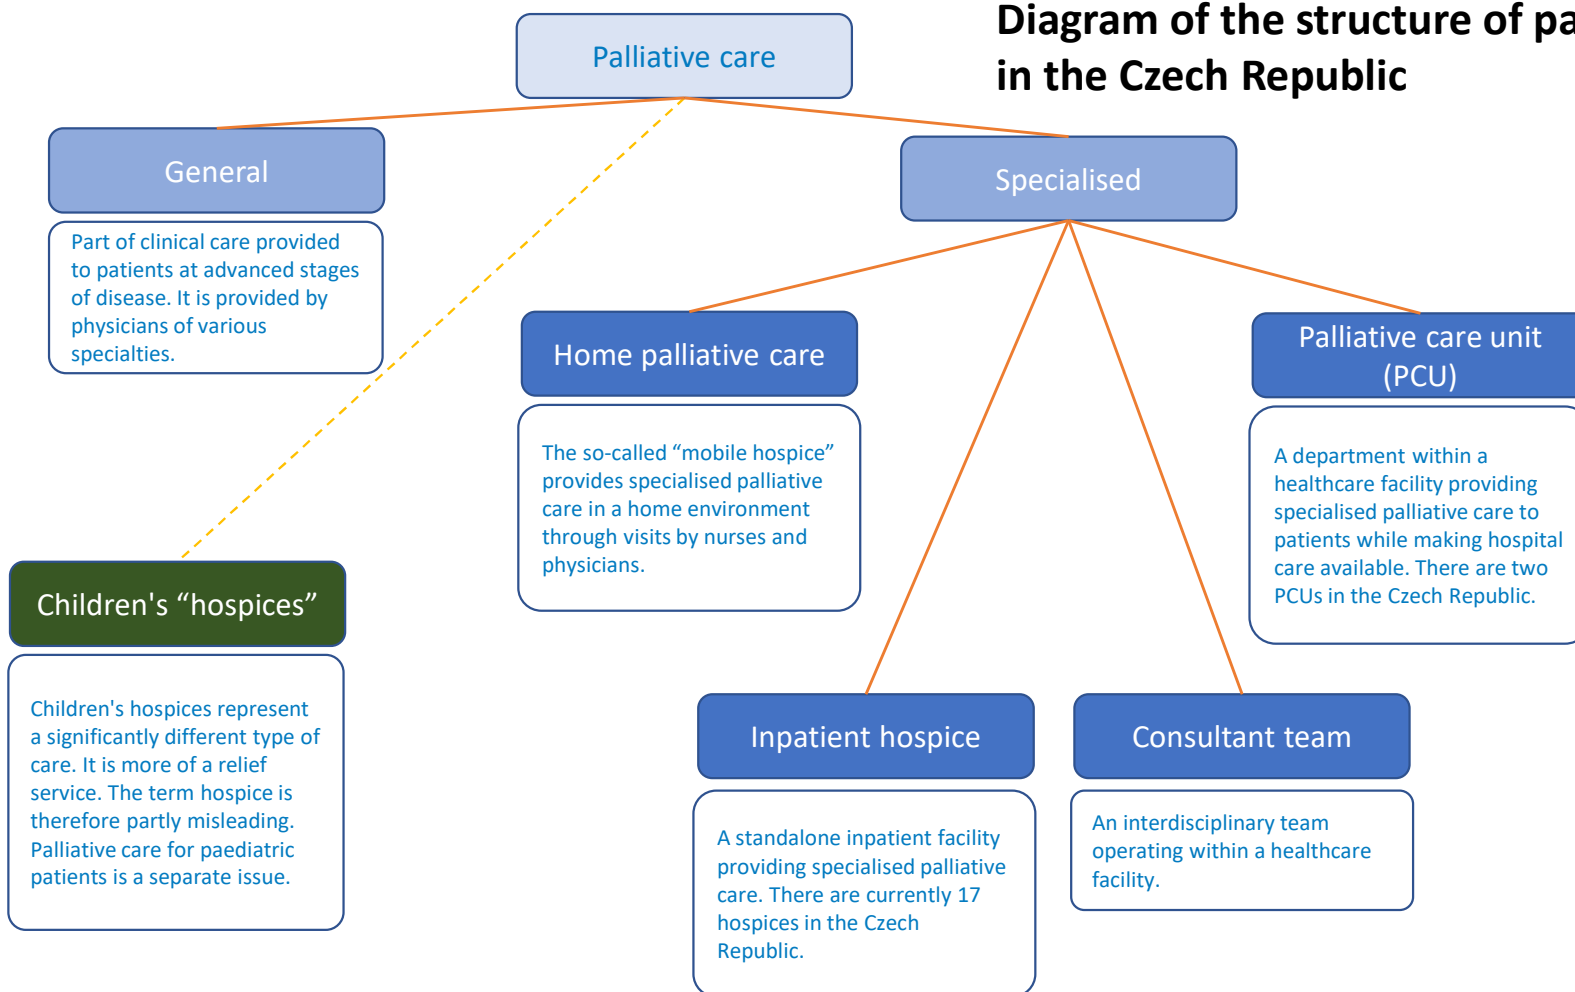 Diagram of the structure of pa
in the Czech Republic
Palliative care
General
Part of clinical care provided
to patients at advanced stages
of disease. It is provided by
physicians of various
specialties.
Specialised
Home palliative care
The so-called “mobile hospice”
provides specialised palliative
care in a home environment
through visits by nurses and
physicians.
Palliative care unit
(PCU)
A department within a
healthcare facility providing
specialised palliative care to
patients while making hospital
care available. There are two
PCUs in the Czech Republic.
Children's “hospices”
Children's hospices represent
a significantly different type of
care. It is more of a relief
service. The term hospice is
therefore partly misleading.
Palliative care for paediatric
patients is a separate issue.
Inpatient hospice
A standalone inpatient facility
providing specialised palliative
care. There are currently 17
hospices in the Czech
Republic.
Consultant team
An interdisciplinary team
operating within a healthcare
facility.